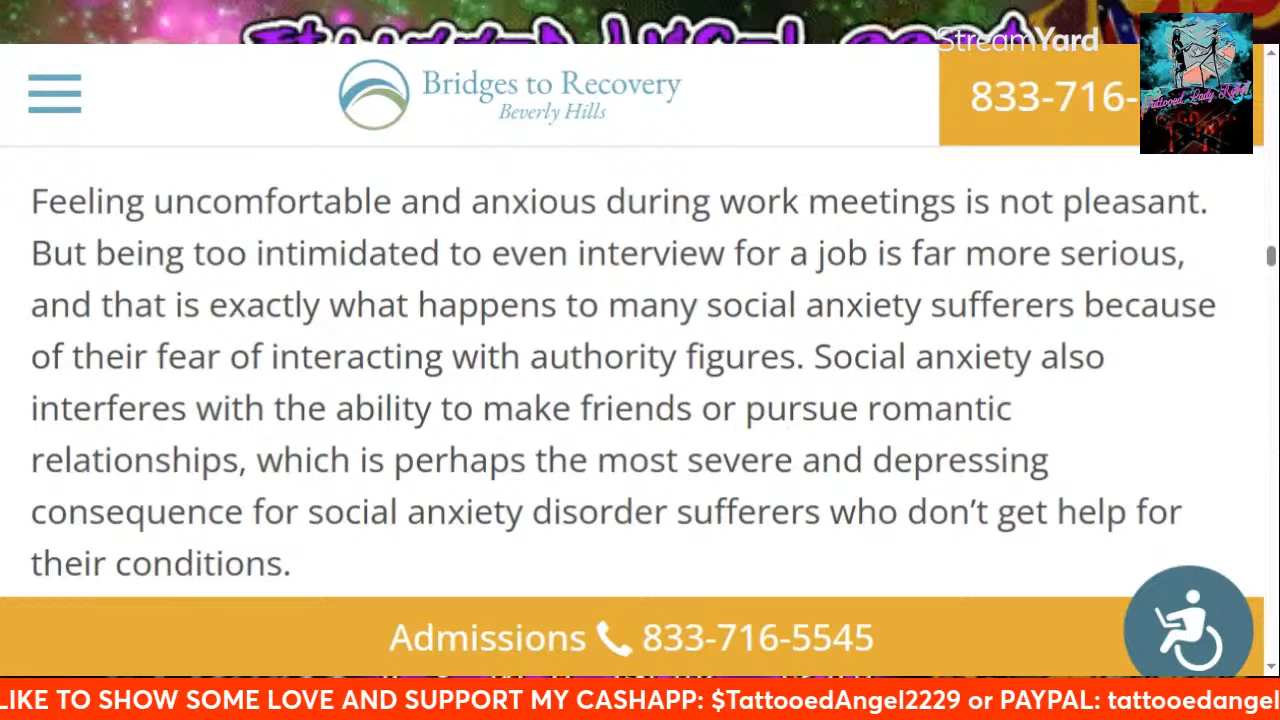 StreamYard
Bridges to Recovery
Beverly Hills
833-716-
Tattooed Lady
Feeling uncomfortable and anxious during work meetings is not pleasant.
But being too intimidated to even interview for a job is far more serious,
and that is exactly what happens to many social anxiety sufferers because
of their fear of interacting with authority figures. Social anxiety also
interferes with the ability to make friends or pursue romantic
relationships, which is perhaps the most severe and depressing
consequence for social anxiety disorder sufferers who don’t get help for
their conditions.
Admissions 833-716-5545
LIKE TO SHOW SOME LOVE AND SUPPORT MY CASHAPP: $TattooedAngel2229 or PAYPAL: tattooedangel